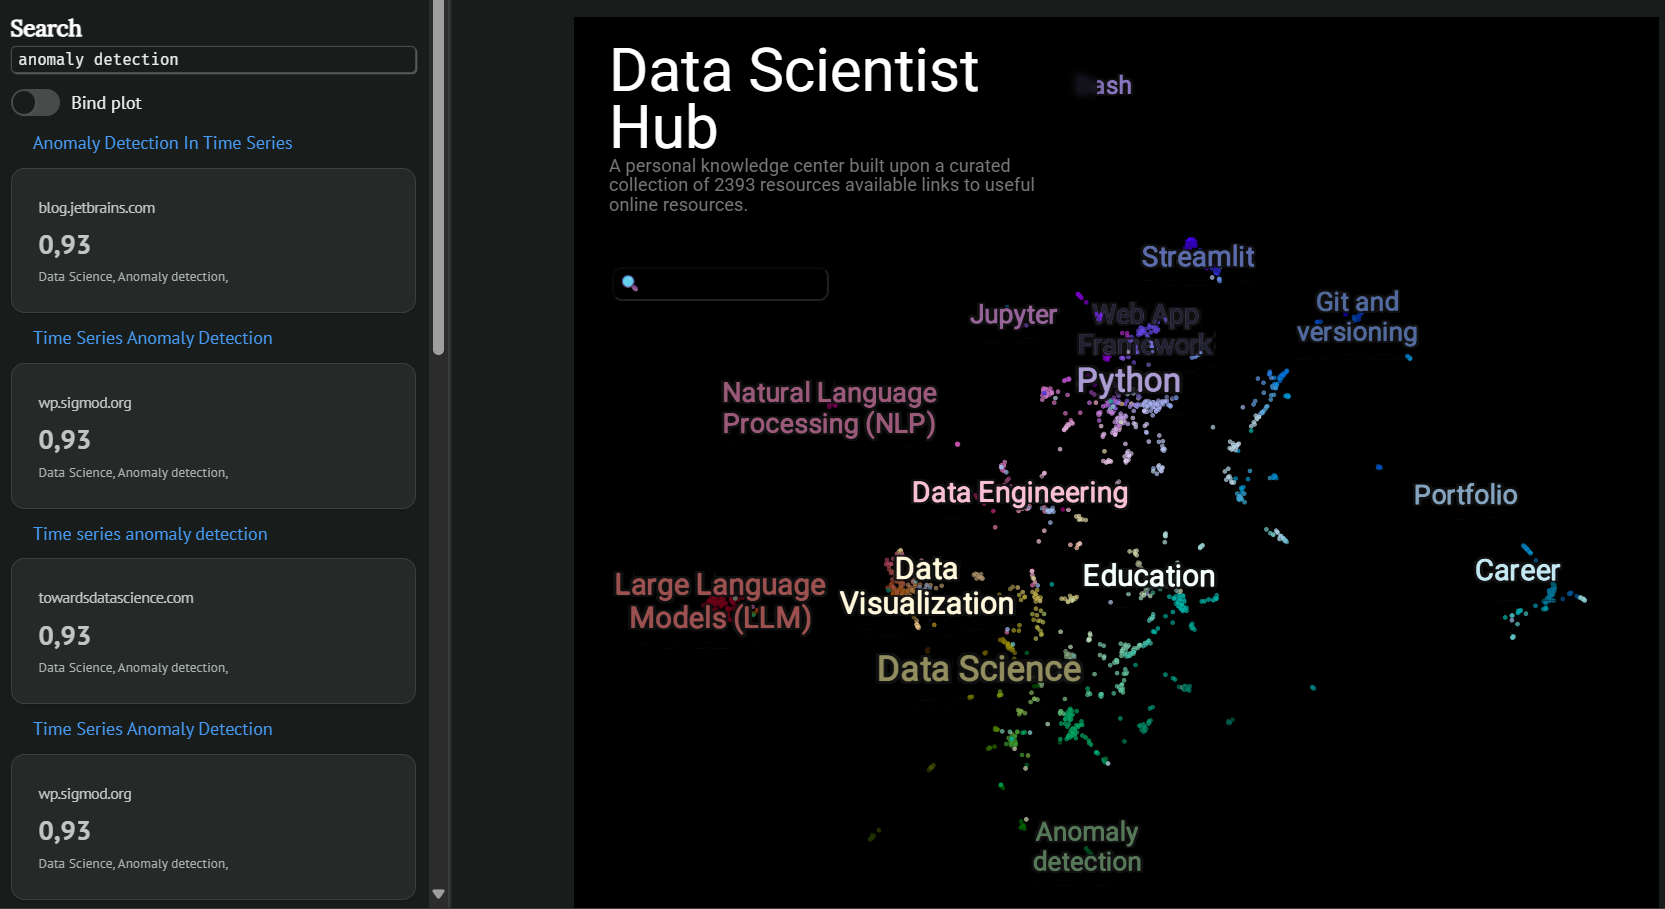 Search
anomaly detection
Bind plot
Anomaly Detection In Time Series
blog.jetbrains.com
0,93
Data Science, Anomaly detection,
Time Series Anomaly Detection
wp.sigmod.org
0,93
Data Science, Anomaly detection,
Time series anomaly detection
towardsdatascience.com
0,93
Data Science, Anomaly detection,
Time Series Anomaly Detection
wp.sigmod.org
0,93
Data Science, Anomaly detection,
Data Scientist
Hub
A personal knowledge center built upon a curated
collection of 2393 resources available links to useful
online resources.
Dash
Streamlit
Git and
versioning
Jupyter
Web App
Framework
Python
Natural Language
Processing (NLP)
Data Engineering
Portfolio
Data
Visualization
Education
Career
Large Language
Models (LLM)
Data Science
Anomaly
detection